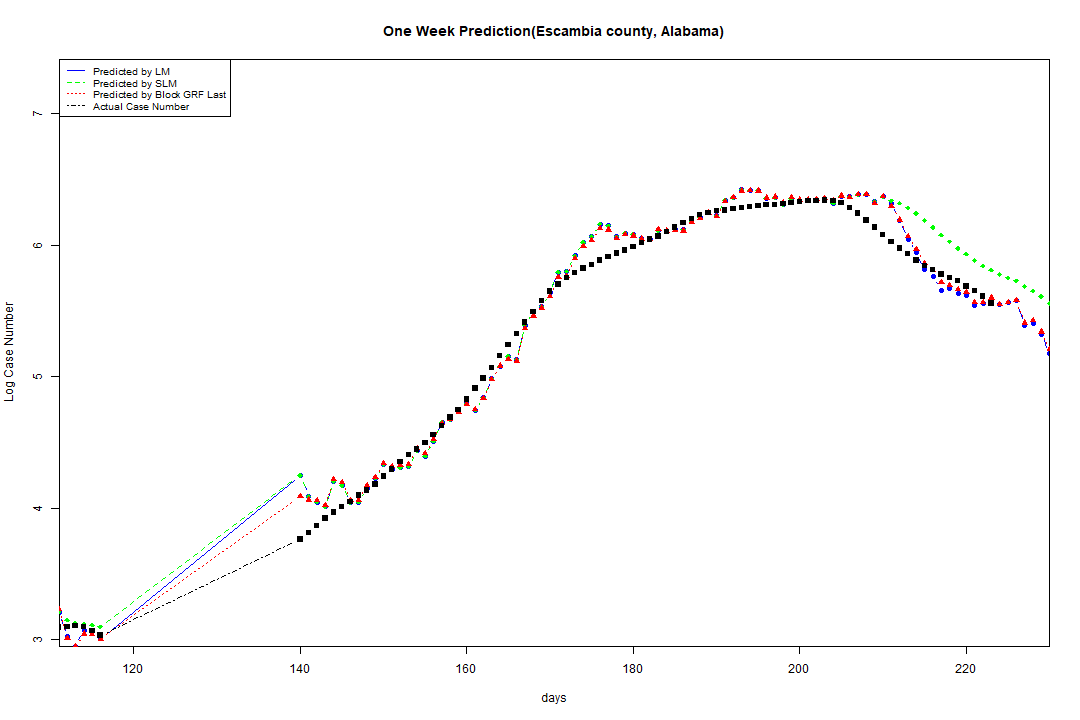 One Week Prediction(Escambia county, Alabama)
Predicted by LM
Predicted by SLM
Predicted by Block GRF Last
Actual Case Number
7
6
5
4
3
Log Case Number
120 140 160 180 200 220
days